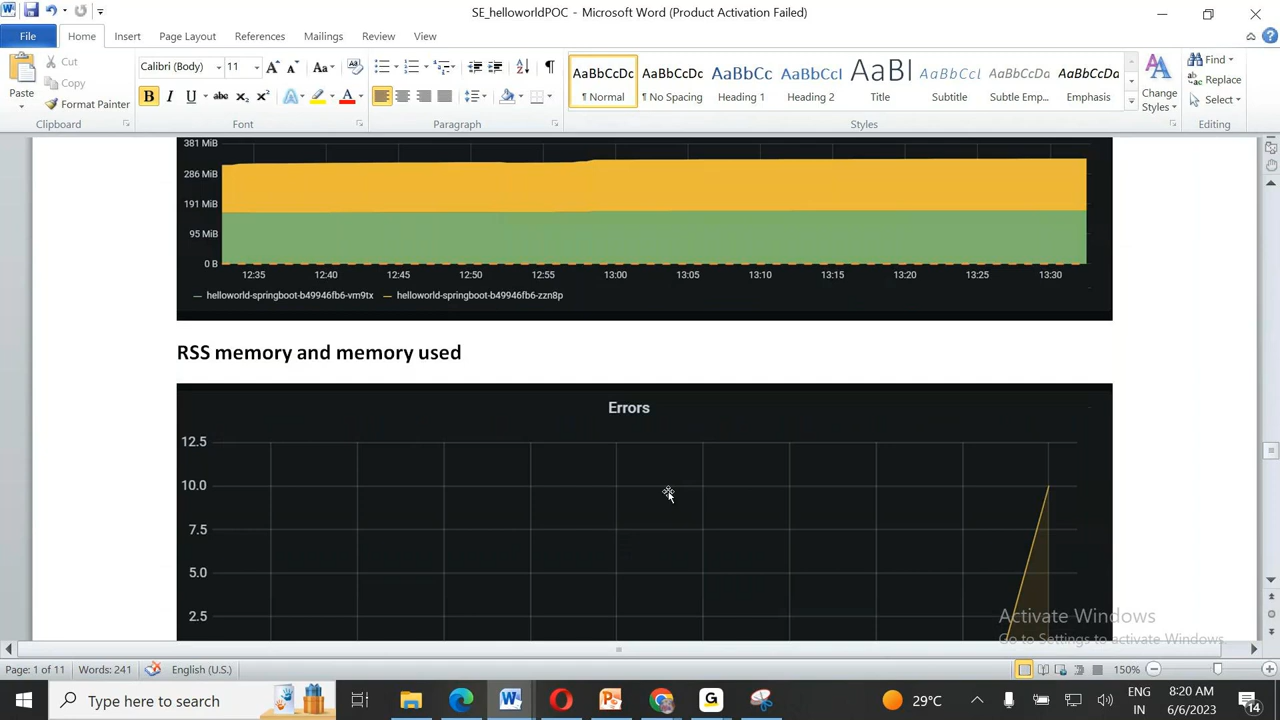 SE_helloworldPOC - Microsoft Word (Product Activation Failed)
File Home Insert Page Layout References Mailings Review View
Paste
Cut
Copy
Format Painter
Clipboard
Calibri (Body) 11
Font
Paragraph
AaBbCcDc AaBbCcDc AaBbCc AaBbCcI AaBI AaBbCcI AaBbCcDc AaBbCcDc
¶ Normal ¶ No Spacing Heading 1 Heading 2 Title Subtitle Subtle Emp... Emphasis
Change Styles
Styles
Find
Replace
Select
Editing
381 MiB
286 MiB
191 MiB
95 MiB
0 B
12:35 12:40 12:45 12:50 12:55 13:00 13:05 13:10 13:15 13:20 13:25 13:30
helloworld-springboot-b49946fb6-vm9tx helloworld-springboot-b49946fb6-zzn8p
RSS memory and memory used
Errors
12.5
10.0
7.5
5.0
2.5
Activate Windows
Go to Settings to activate Windows.
Page: 1 of 11 Words: 241 English (U.S.) 150%
Type here to search
29°C
ENG
IN
8:20 AM
6/6/2023
14